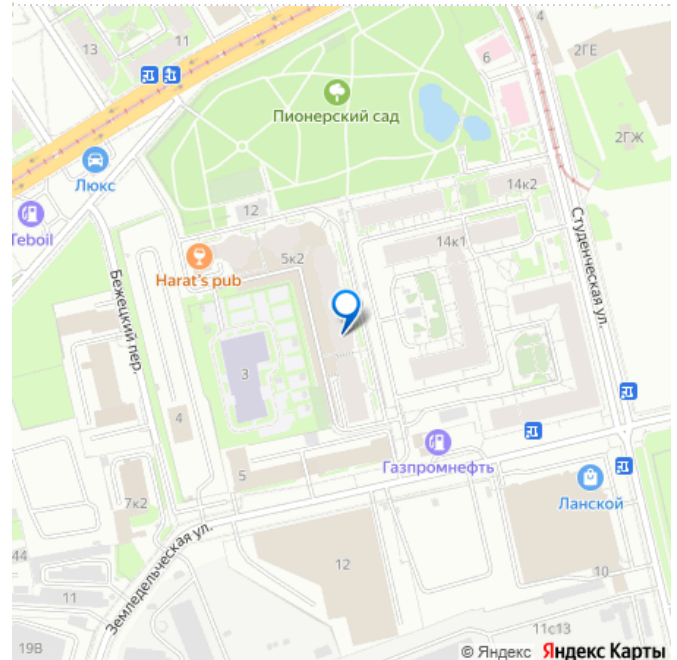 4
2ГЕ
11
13
6
Пионерский сад
2ГЖ
Люкс
14к2
12
Teboil
14к1
5к2
Студенческая ул.
Harat's pub
Бежецкий пер.
3
4
Газпромнефть
5
7к2
Ланской
44
Земледельческая ул.
12
10
11
11с13
19В
© Яндекс Яндекс Карты